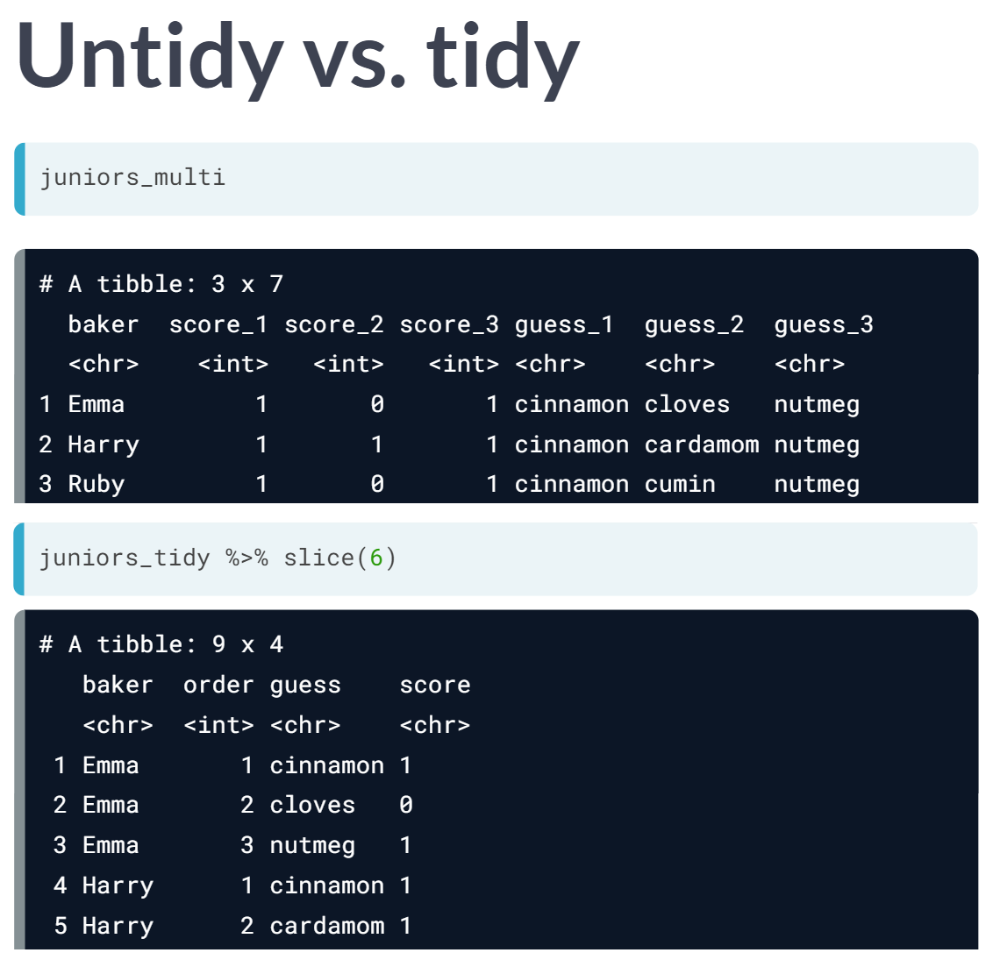 Untidy vs. tidy
juniors_multi
# A tibble: 3 x 7
  baker  score_1 score_2 score_3 guess_1  guess_2  guess_3
  <chr>    <int>   <int>   <int> <chr>    <chr>    <chr>
1 Emma         1       0       1 cinnamon cloves   nutmeg
2 Harry        1       1       1 cinnamon cardamom nutmeg
3 Ruby         1       0       1 cinnamon cumin    nutmeg
juniors_tidy %>% slice(6)
# A tibble: 9 x 4
   baker  order guess    score
   <chr>  <int> <chr>    <chr>
 1 Emma       1 cinnamon 1
 2 Emma       2 cloves   0
 3 Emma       3 nutmeg   1
 4 Harry      1 cinnamon 1
 5 Harry      2 cardamom 1